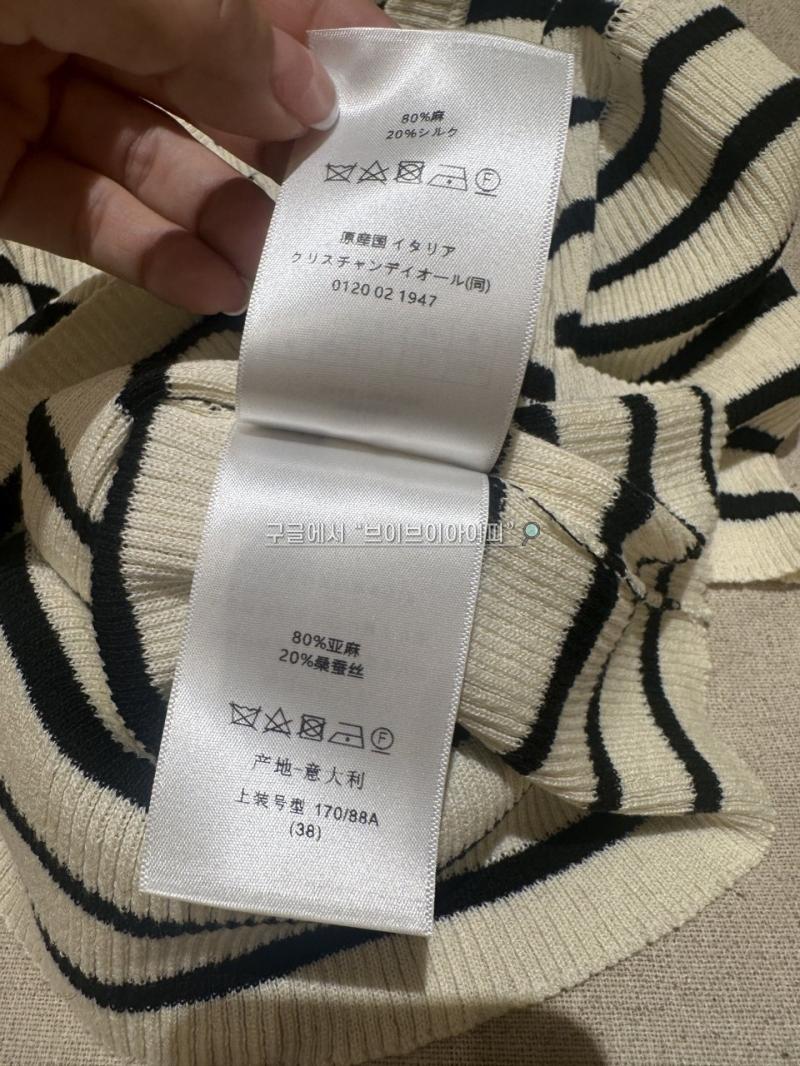 80%麻
20%シルク
F
原産国 イタリア
クリスチャンディオール(同)
0120 02 1947
구글에서 “브이브이아이피”
80%亚麻
20%桑蚕丝
F
产地-意大利
上装号型 170/88A
(38)